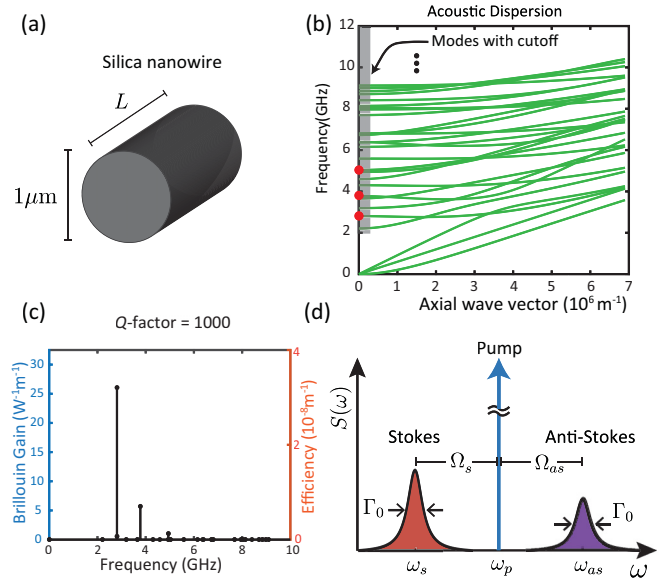 (a)
Silica nanowire
L
1μm
(b)
Acoustic Dispersion
Modes with cutoff
Frequency(GHz)
12
10
8
6
4
2
0
0 1 2 3 4 5 6 7
Axial wave vector (10⁶ m⁻¹)
(c)
Q-factor = 1000
Brillouin Gain (W⁻¹m⁻¹)
30
25
20
15
10
5
0
Efficiency (10⁻⁸m⁻¹)
4
2
0
0 2 4 6 8 10
Frequency (GHz)
(d)
Pump
S(ω)
Stokes
Anti-Stokes
Ωₛ
Ωₐₛ
Γ₀
Γ₀
ωₛ
ωₚ
ωₐₛ
ω